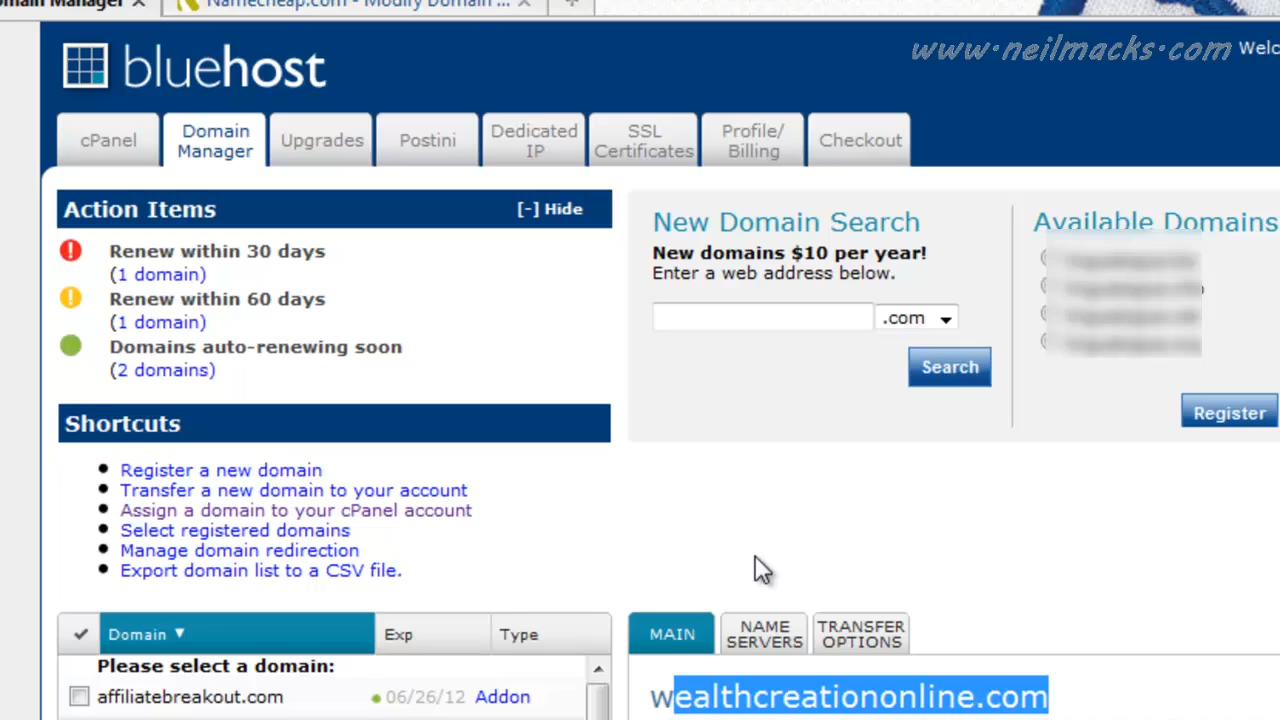 Domain Manager
Namecheap.com - Modify Domain ...
www.neilmacks.com
bluehost
cPanel
Domain
Manager
Upgrades
Postini
Dedicated
IP
SSL
Certificates
Profile/
Billing
Checkout
Action Items
[-] Hide
Renew within 30 days
(1 domain)
Renew within 60 days
(1 domain)
Domains auto-renewing soon
(2 domains)
New Domain Search
New domains $10 per year!
Enter a web address below.
.com
Search
Available Domains
Register
Shortcuts
Register a new domain
Transfer a new domain to your account
Assign a domain to your cPanel account
Select registered domains
Manage domain redirection
Export domain list to a CSV file.
Domain
Exp
Type
Please select a domain:
affiliatebreakout.com 06/26/12 Addon
MAIN
NAME
SERVERS
TRANSFER
OPTIONS
wealthcreationonline.com